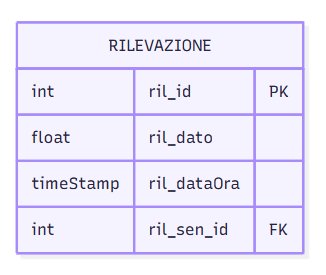 RILEVAZIONE
int ril_id PK
float ril_dato
timeStamp ril_dataOra
int ril_sen_id FK